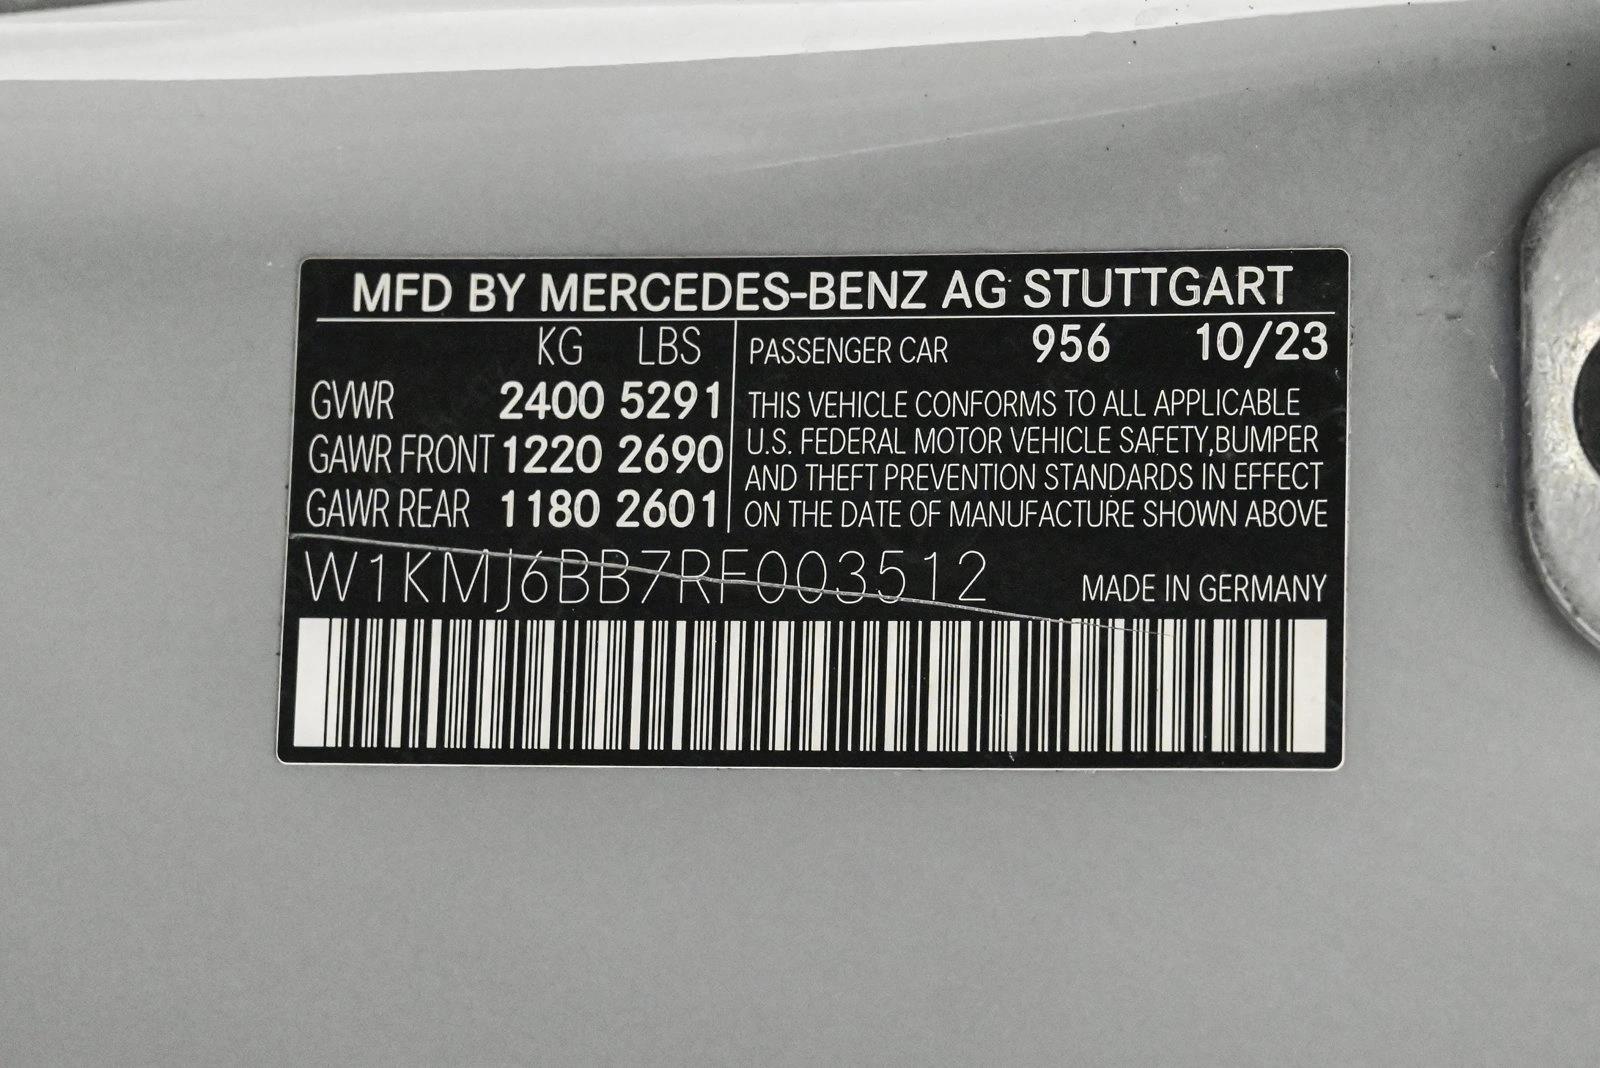 MFD BY MERCEDES-BENZ AG STUTTGART
KG LBS
GVWR 2400 5291
GAWR FRONT 1220 2690
GAWR REAR 1180 2601
PASSENGER CAR 956 10/23
THIS VEHICLE CONFORMS TO ALL APPLICABLE
U.S. FEDERAL MOTOR VEHICLE SAFETY,BUMPER
AND THEFT PREVENTION STANDARDS IN EFFECT
ON THE DATE OF MANUFACTURE SHOWN ABOVE
W1KMJ6BB7RF003512
MADE IN GERMANY